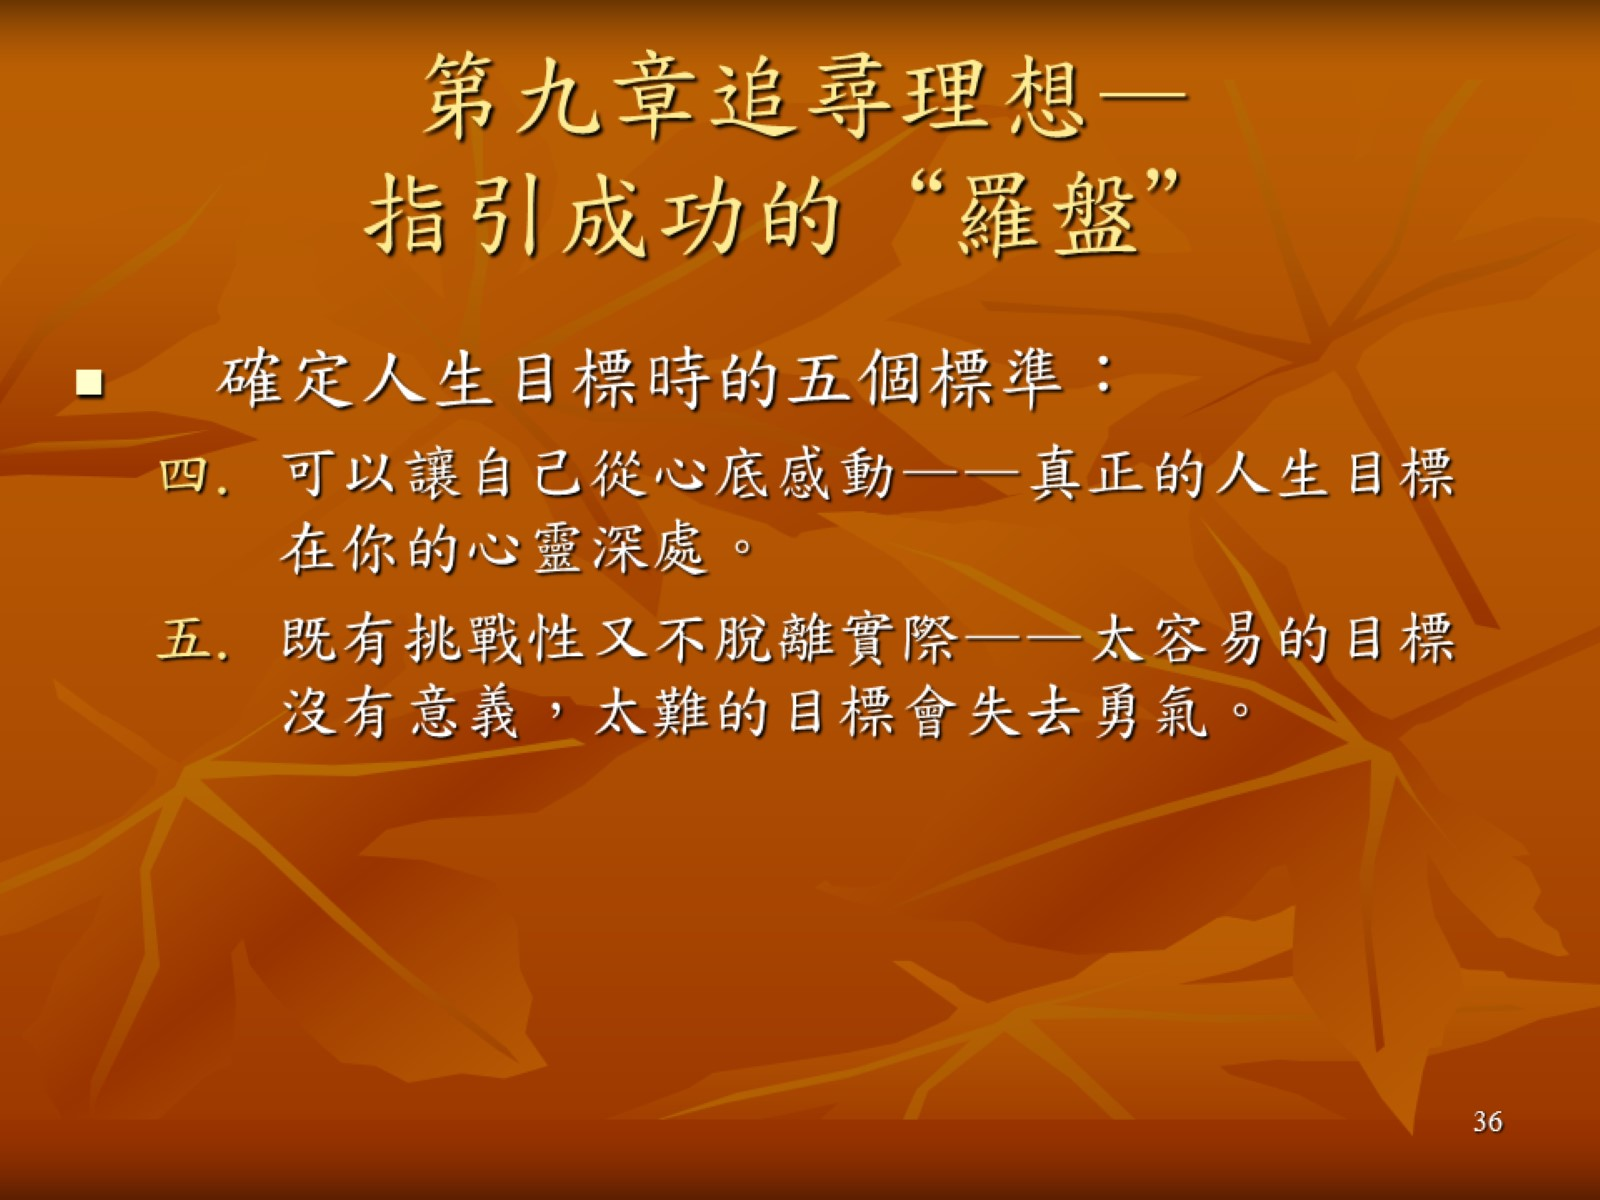 第九章追尋理想—
指引成功的“羅盤”
確定人生目標時的五個標準：
四. 可以讓自己從心底感動——真正的人生目標
在你的心靈深處。
五. 既有挑戰性又不脫離實際——太容易的目標
沒有意義，太難的目標會失去勇氣。
36